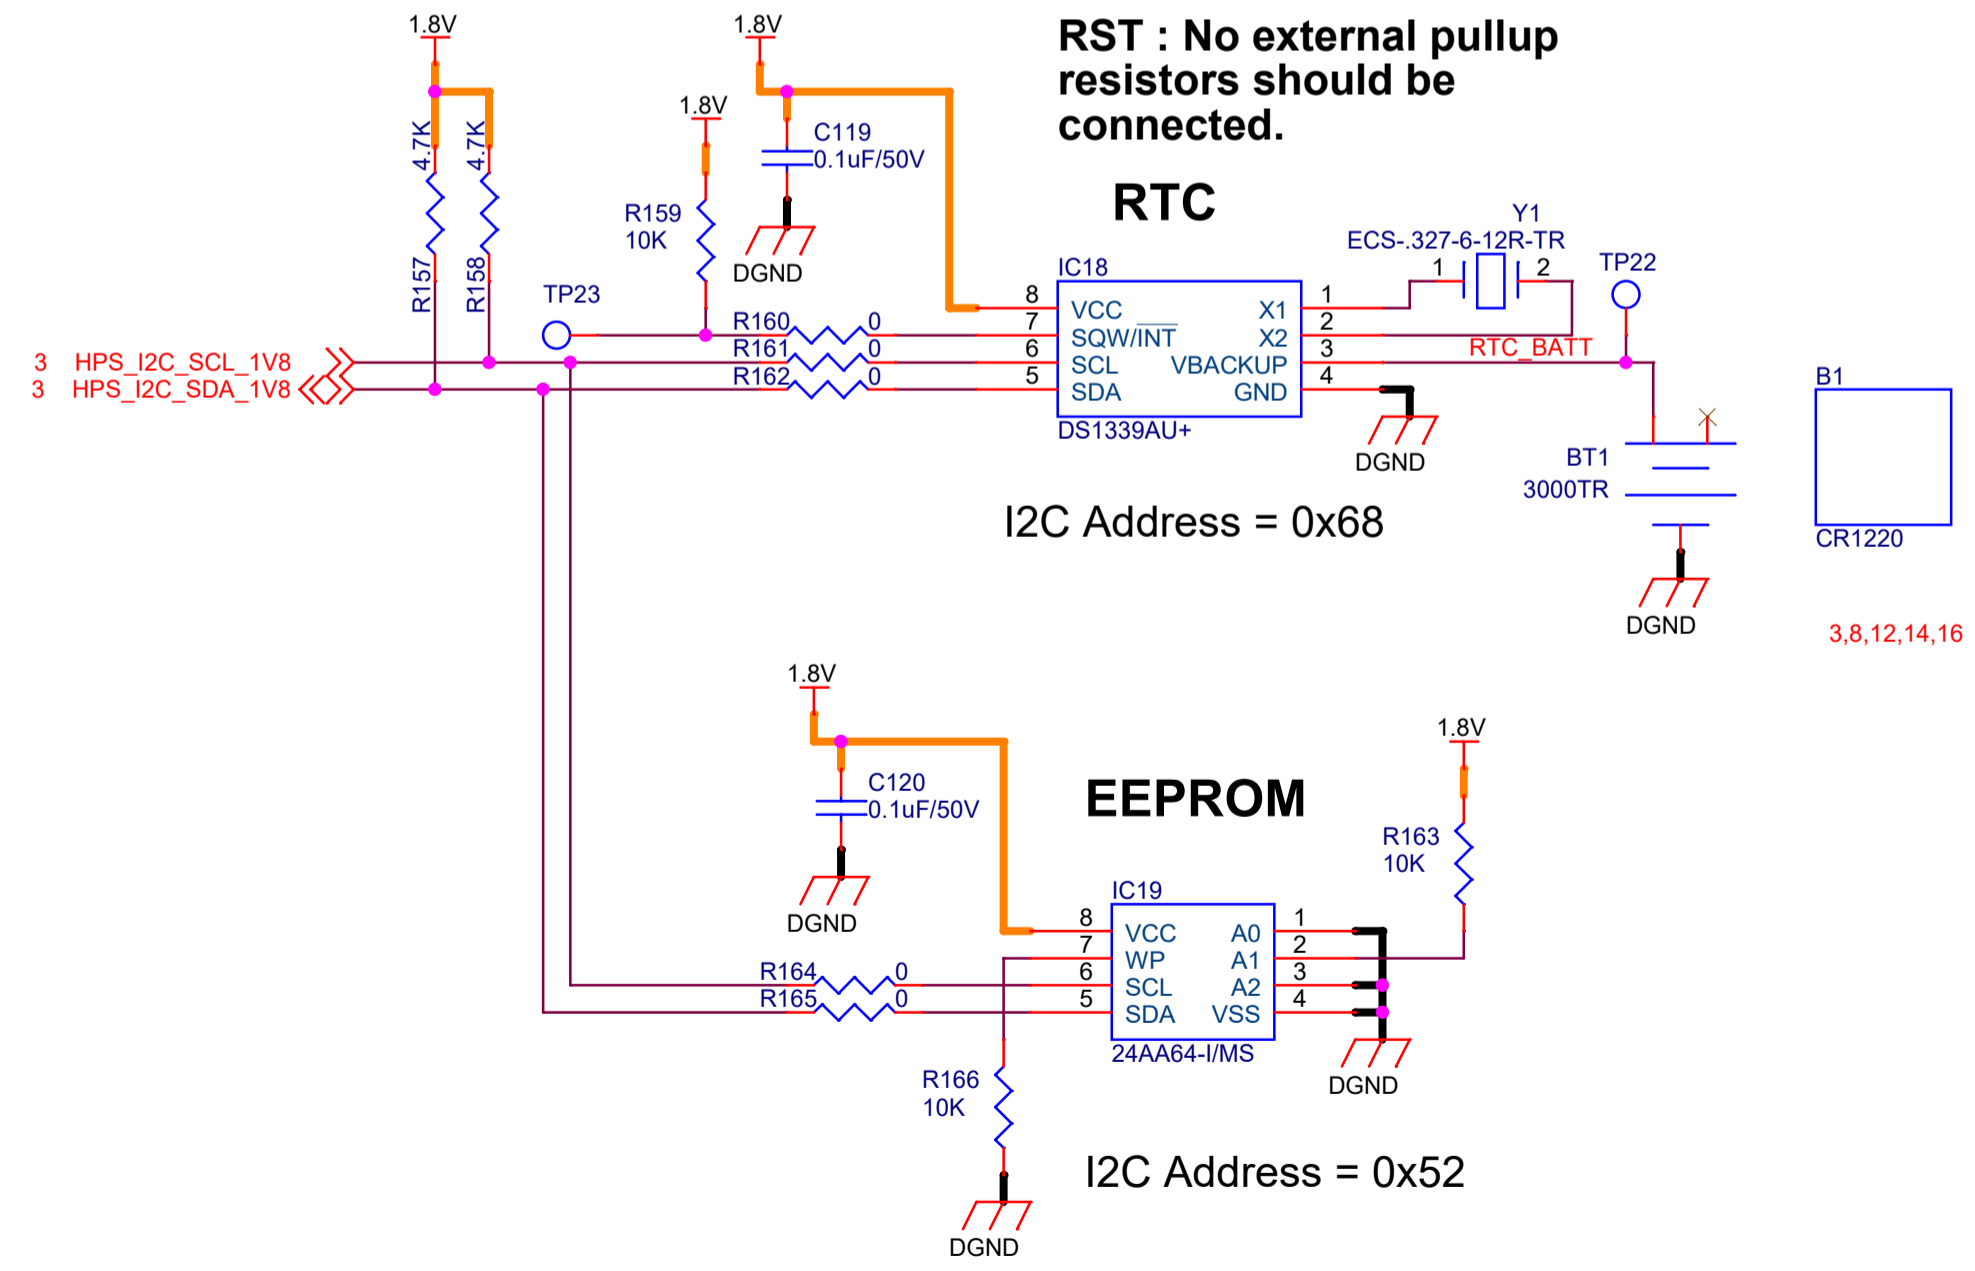 1.8V
1.8V
RST : No external pullup
resistors should be
connected.
1.8V
4.7K
4.7K
C119
0.1uF/50V
RTC
R159
10K
Y1
ECS-.327-6-12R-TR
R157
R158
DGND
IC18
1
2
TP22
TP23
8
VCC
X1
1
R160
0
7
SQW/INT
X2
2
3 HPS_I2C_SCL_1V8
R161
0
6
SCL
VBACKUP
3
RTC_BATT
3 HPS_I2C_SDA_1V8
R162
0
5
SDA
GND
4
B1
DS1339AU+
DGND
BT1
3000TR
I2C Address = 0x68
CR1220
DGND
3,8,12,14,16
1.8V
1.8V
C120
0.1uF/50V
EEPROM
R163
10K
IC19
DGND
8
VCC
A0
1
7
WP
A1
2
R164
0
6
SCL
A2
3
R165
0
5
SDA
VSS
4
24AA64-I/MS
R166
10K
DGND
I2C Address = 0x52
DGND